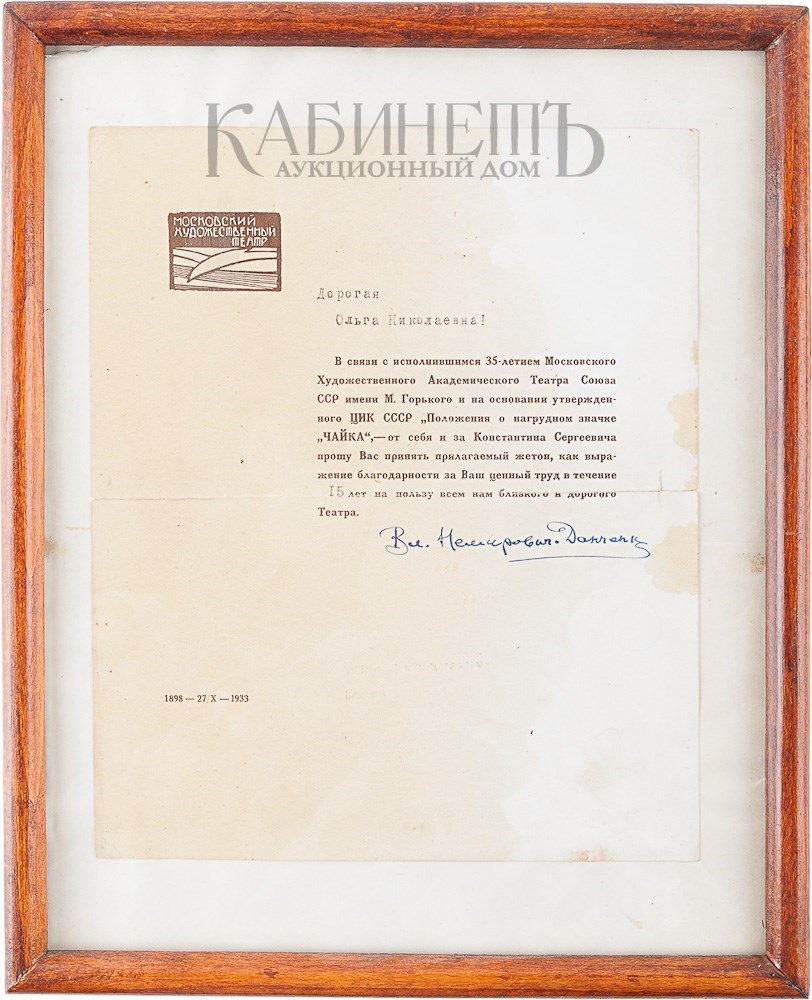 КАБИНЕТЪ
АУКЦИОННЫЙ ДОМ
МОСКОВСКИЙ
ХУДОЖЕСТВЕННЫЙ
ТЕАТР
Дорогая
Ольга Николаевна!
В связи с исполнившимся 35-летием Московского
Художественного Академического Театра Союза
ССР имени М. Горького и на основании утвержден-
ного ЦИК СССР „Положения о нагрудном значке
„ЧАЙКА“,—от себя и за Константина Сергеевича
прошу Вас принять прилагаемый жетон, как выра-
жение благодарности за Ваш ценный труд в течение
15 лет на пользу всем нам близкого и дорогого
Театра.
Вл. Немирович-Данченко
1898 — 27/X — 1933